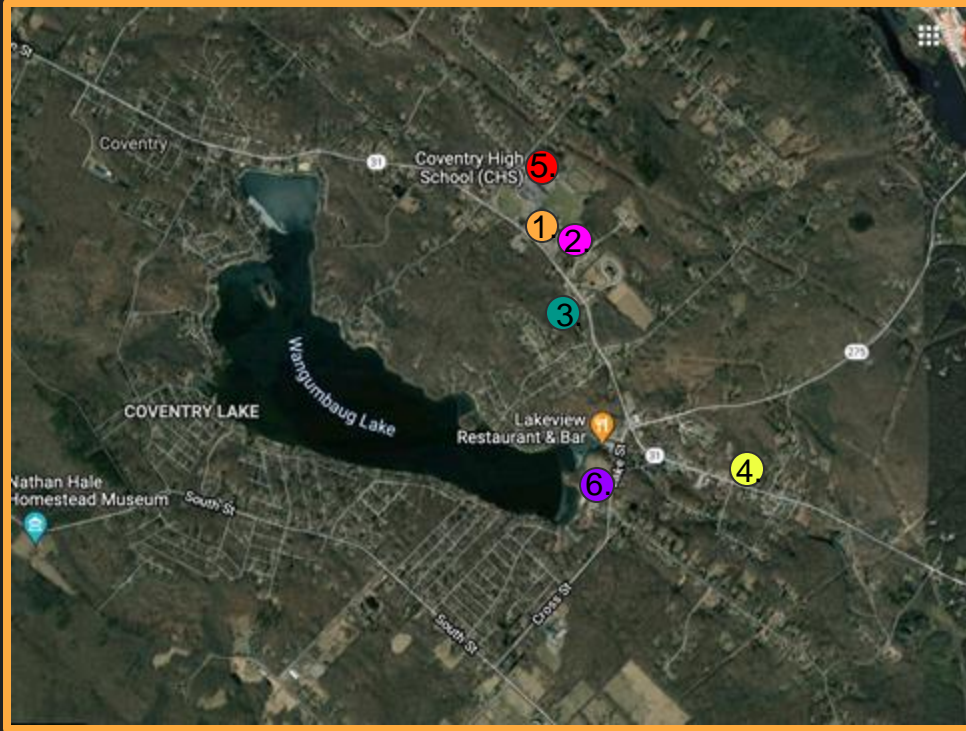 Coventry
31
Coventry High
School (CHS)
5.
1.
2.
3.
275
Wangumbaug Lake
COVENTRY LAKE
Lakeview
Restaurant & Bar
31
Lake St
4.
6.
Nathan Hale
Homestead Museum
South St
Cross St
South St